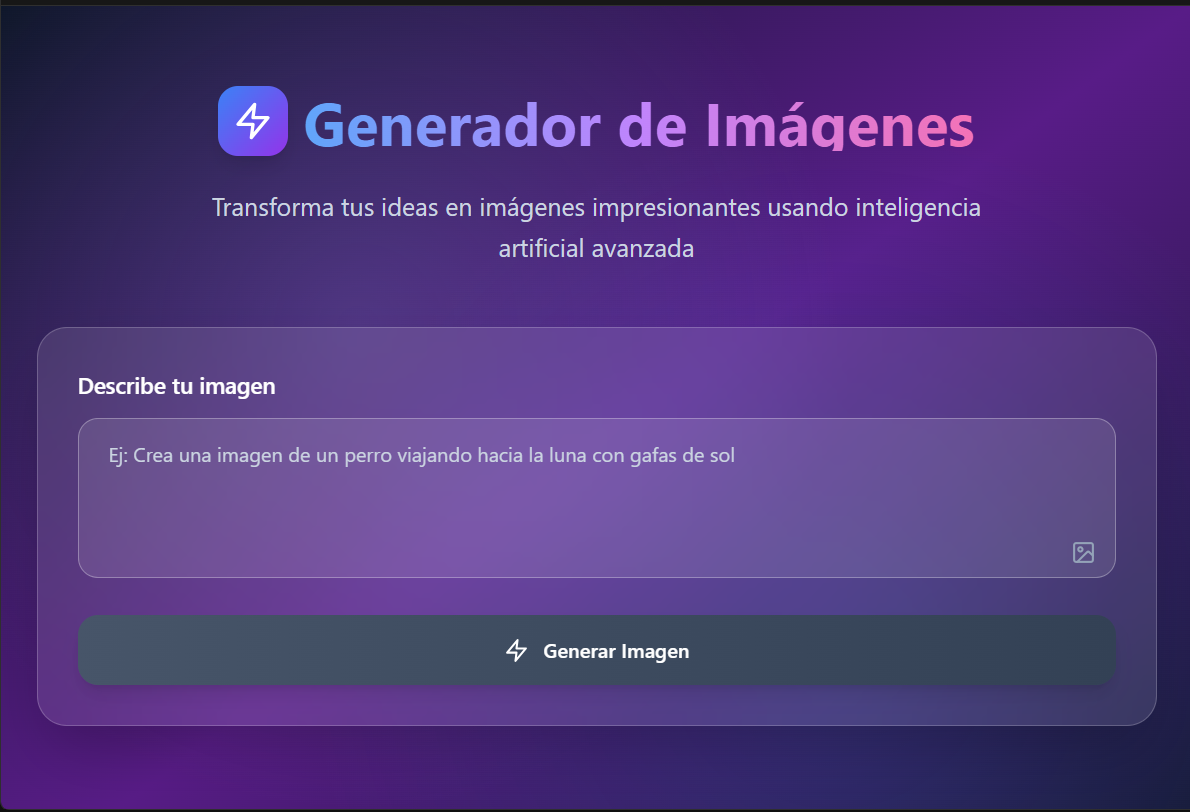 Generador de Imágenes
Transforma tus ideas en imágenes impresionantes usando inteligencia
artificial avanzada
Describe tu imagen
Ej: Crea una imagen de un perro viajando hacia la luna con gafas de sol
Generar Imagen